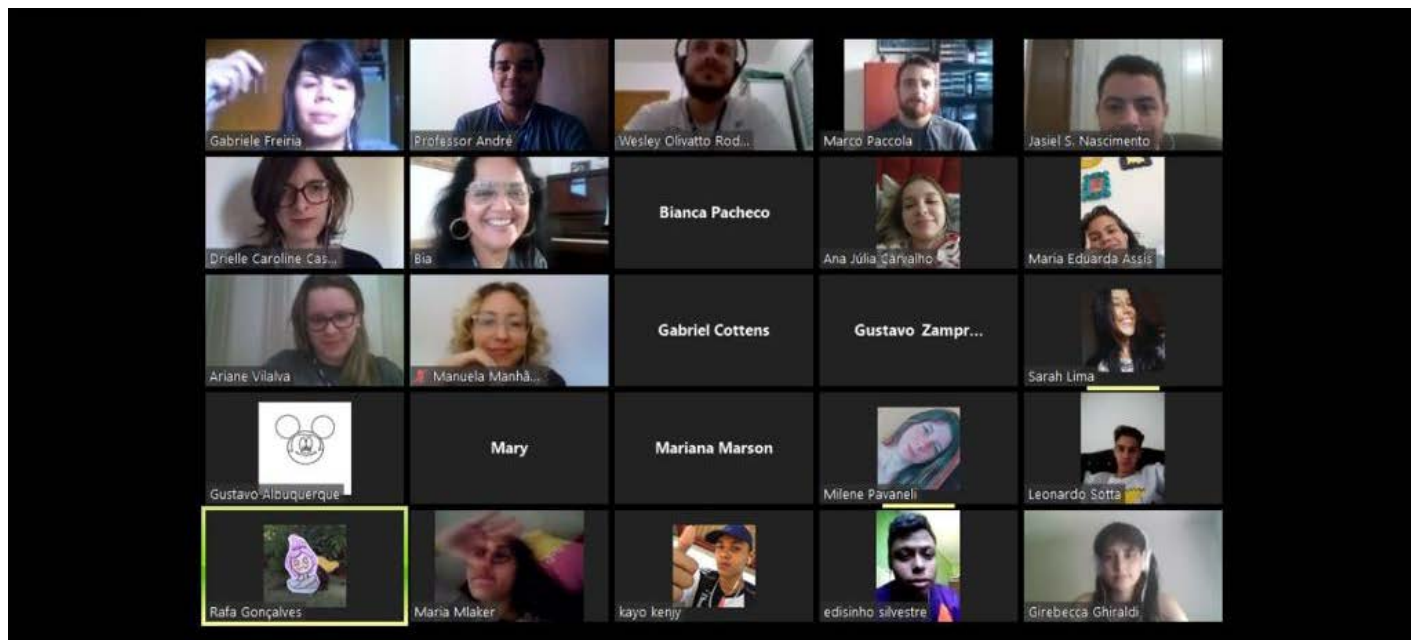 Gabriele Freiria
Professor André
Wesley Olivatto Rod...
Marco Paccola
Jasiel S. Nascimento
Drielle Caroline Cas...
Bia
Bianca Pacheco
Ana Júlia Carvalho
Maria Eduarda Assis
Ariane Vilalva
Manuela Manhã...
Gabriel Cottens
Gustavo Zampr...
Sarah Lima
Gustavo Albuquerque
Mary
Mariana Marson
Milene Pavaneli
Leonardo Sotta
Rafa Gonçalves
Maria Mlaker
kayo kenjy
edisinho silvestre
Girebecca Ghiraldi